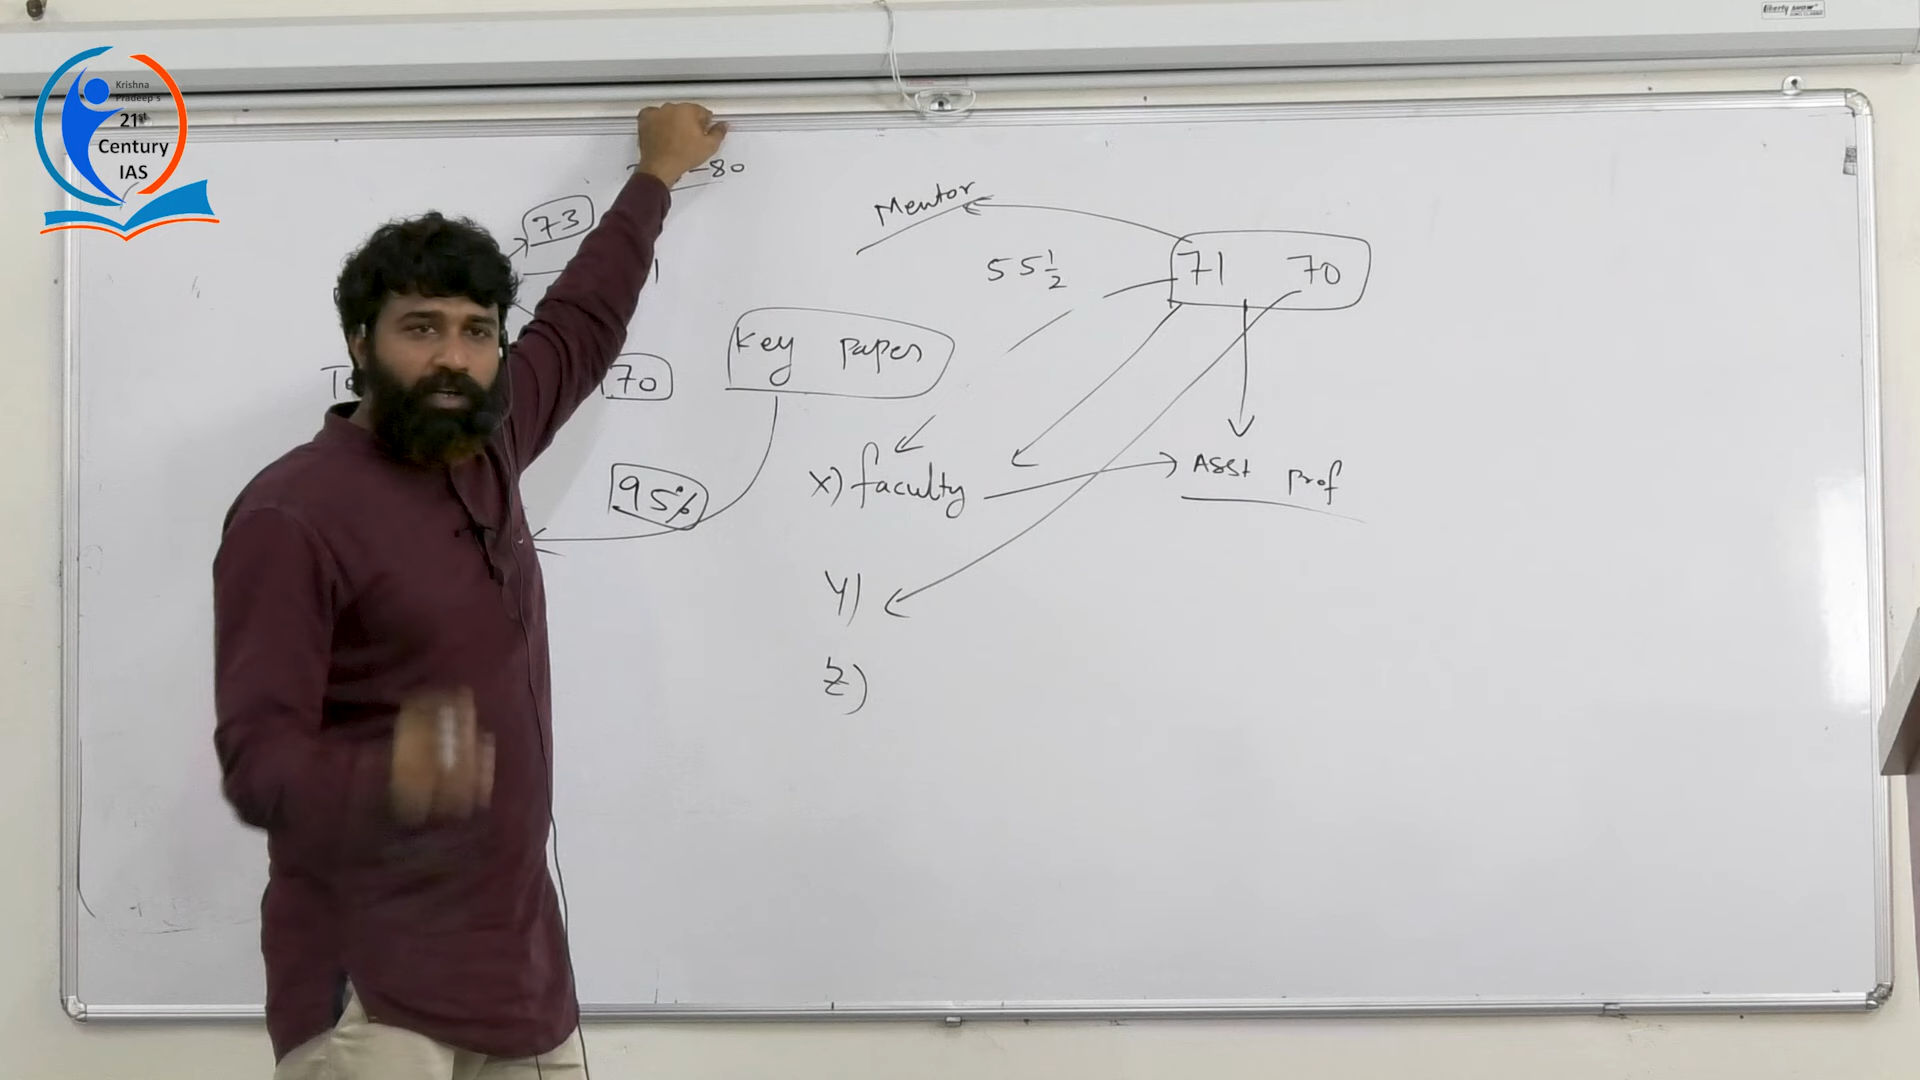 Krishna
Pradeep's
21st
Century
IAS
80
Mentor
73
55½
71 70
Key paper
70
95%
X) faculty
Asst prof
Y)
Z)